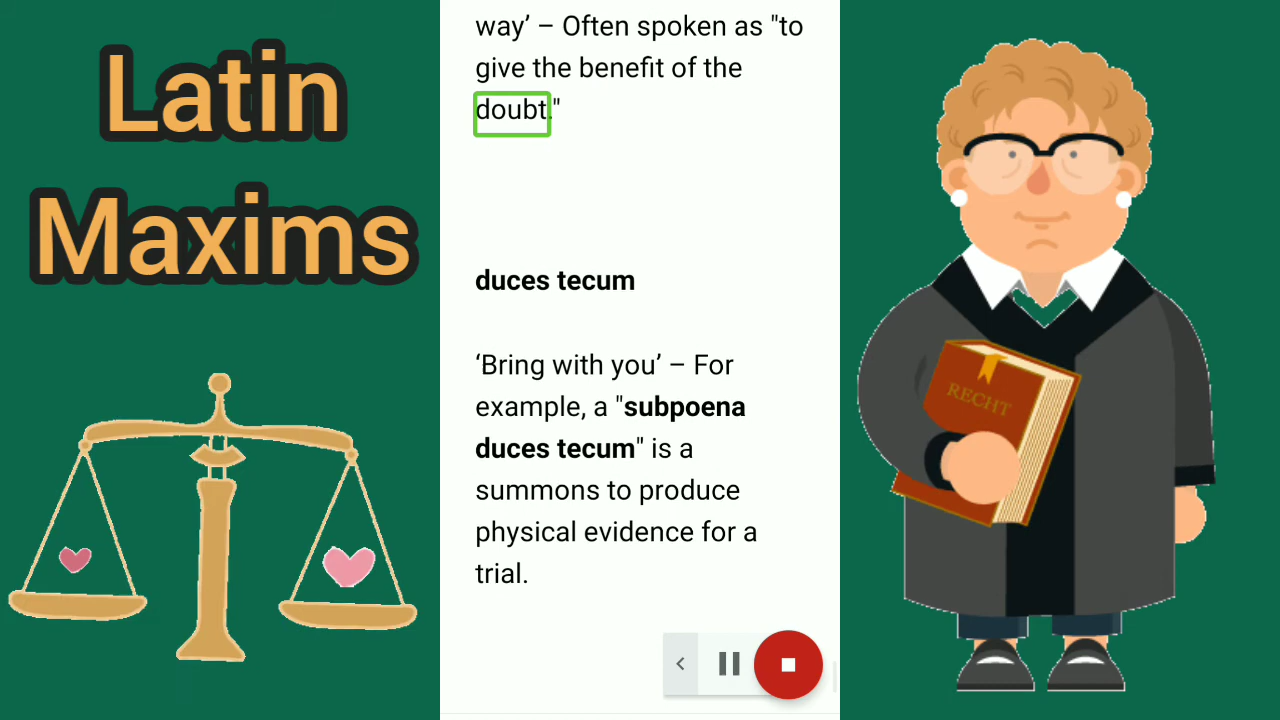 Latin
Maxims
way’ – Often spoken as "to
give the benefit of the
doubt."
duces tecum
‘Bring with you’ – For
example, a "subpoena
duces tecum" is a
summons to produce
physical evidence for a
trial.
RECHT